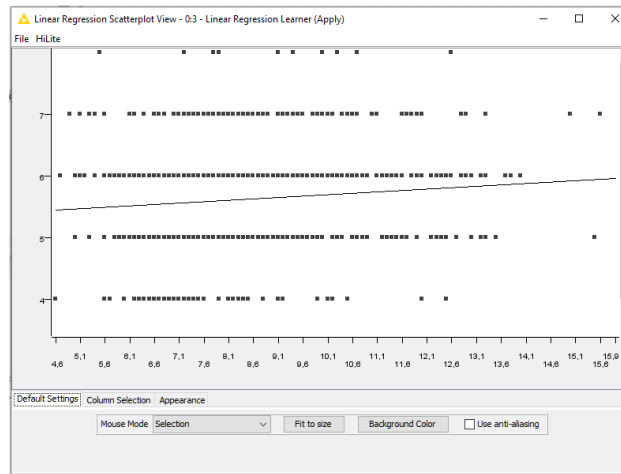 Linear Regression Scatterplot View - 0:3 - Linear Regression Learner (Apply)
File HiLite
7
6
5
4
5,1 6,1 7,1 8,1 9,1 10,1 11,1 12,1 13,1 14,1 15,1 15,9
4,6 5,6 6,6 7,6 8,6 9,6 10,6 11,6 12,6 13,6 14,6 15,6
Default Settings Column Selection Appearance
Mouse Mode Selection Fit to size Background Color Use anti-aliasing